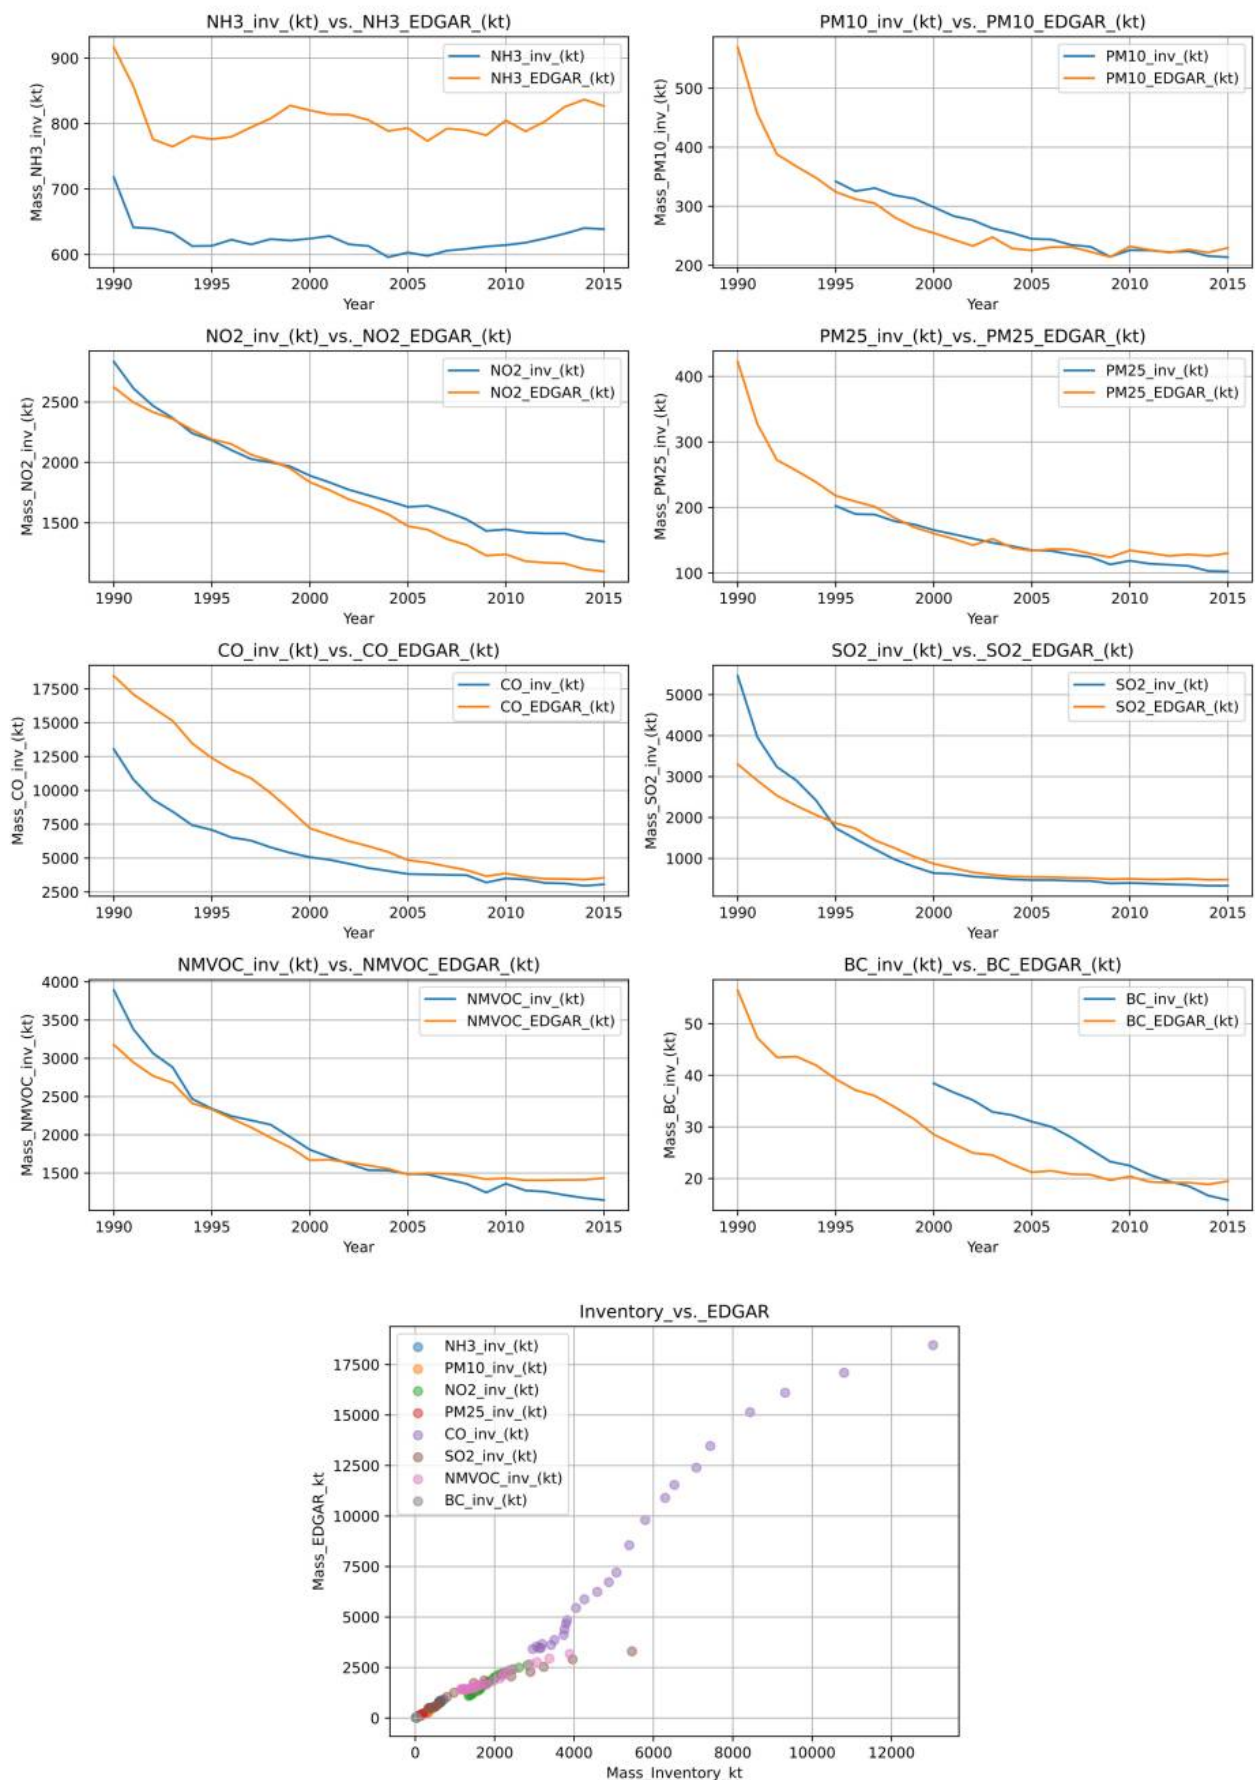 NH3_inv_(kt)_vs._NH3_EDGAR_(kt)
Mass_NH3_inv_(kt)
900
800
700
600
NH3_inv_(kt)
NH3_EDGAR_(kt)
1990 1995 2000 2005 2010 2015
Year
PM10_inv_(kt)_vs._PM10_EDGAR_(kt)
Mass_PM10_inv_(kt)
500
400
300
200
PM10_inv_(kt)
PM10_EDGAR_(kt)
1990 1995 2000 2005 2010 2015
Year
NO2_inv_(kt)_vs._NO2_EDGAR_(kt)
Mass_NO2_inv_(kt)
2500
2000
1500
NO2_inv_(kt)
NO2_EDGAR_(kt)
1990 1995 2000 2005 2010 2015
Year
PM25_inv_(kt)_vs._PM25_EDGAR_(kt)
Mass_PM25_inv_(kt)
400
300
200
100
PM25_inv_(kt)
PM25_EDGAR_(kt)
1990 1995 2000 2005 2010 2015
Year
CO_inv_(kt)_vs._CO_EDGAR_(kt)
Mass_CO_inv_(kt)
17500
15000
12500
10000
7500
5000
2500
CO_inv_(kt)
CO_EDGAR_(kt)
1990 1995 2000 2005 2010 2015
Year
SO2_inv_(kt)_vs._SO2_EDGAR_(kt)
Mass_SO2_inv_(kt)
5000
4000
3000
2000
1000
SO2_inv_(kt)
SO2_EDGAR_(kt)
1990 1995 2000 2005 2010 2015
Year
NMVOC_inv_(kt)_vs._NMVOC_EDGAR_(kt)
Mass_NMVOC_inv_(kt)
4000
3500
3000
2500
2000
1500
NMVOC_inv_(kt)
NMVOC_EDGAR_(kt)
1990 1995 2000 2005 2010 2015
Year
BC_inv_(kt)_vs._BC_EDGAR_(kt)
Mass_BC_inv_(kt)
50
40
30
20
BC_inv_(kt)
BC_EDGAR_(kt)
1990 1995 2000 2005 2010 2015
Year
Inventory_vs._EDGAR
Mass_EDGAR_kt
17500
15000
12500
10000
7500
5000
2500
0
NH3_inv_(kt)
PM10_inv_(kt)
NO2_inv_(kt)
PM25_inv_(kt)
CO_inv_(kt)
SO2_inv_(kt)
NMVOC_inv_(kt)
BC_inv_(kt)
0 2000 4000 6000 8000 10000 12000
Mass_Inventory_kt